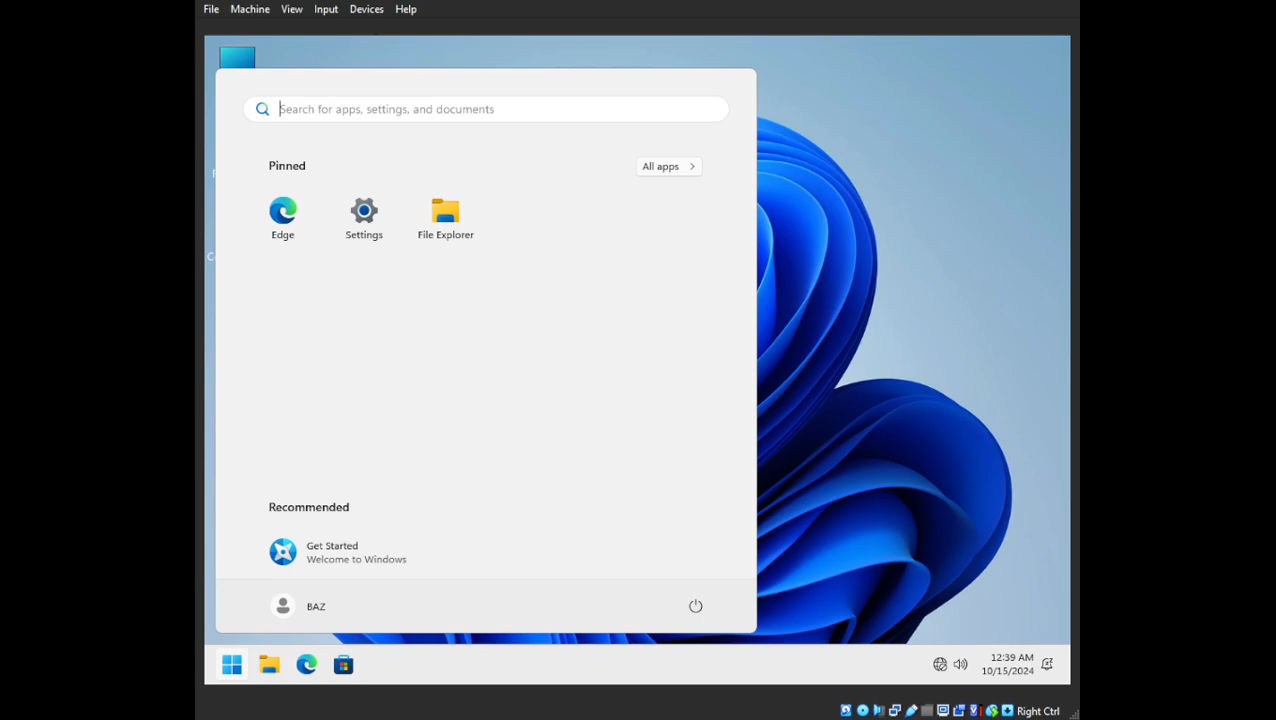 File Machine View Input Devices Help
Search for apps, settings, and documents
Pinned
All apps
Edge
Settings
File Explorer
Recommended
Get Started
Welcome to Windows
BAZ
12:39 AM
10/15/2024
Right Ctrl